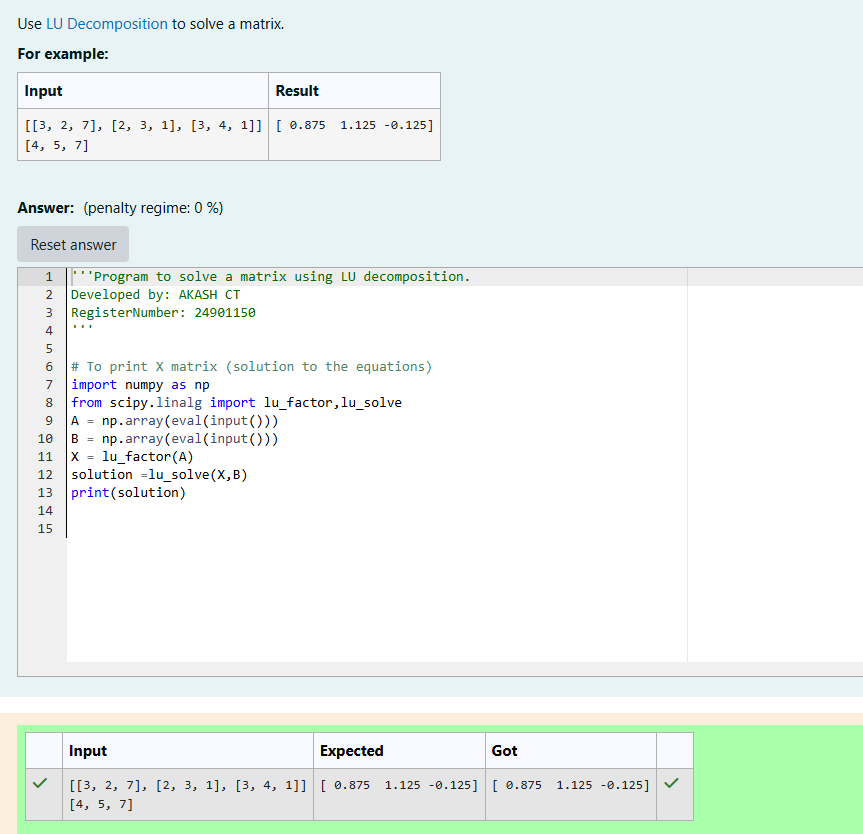 Use LU Decomposition to solve a matrix.
For example:
Input Result
[[3, 2, 7], [2, 3, 1], [3, 4, 1]] [ 0.875  1.125 -0.125]
[4, 5, 7]
Answer: (penalty regime: 0 %)
Reset answer
1 '''Program to solve a matrix using LU decomposition.
2 Developed by: AKASH CT
3 RegisterNumber: 24901150
4 '''
5
6 # To print X matrix (solution to the equations)
7 import numpy as np
8 from scipy.linalg import lu_factor,lu_solve
9 A = np.array(eval(input()))
10 B = np.array(eval(input()))
11 X = lu_factor(A)
12 solution =lu_solve(X,B)
13 print(solution)
14
15
Input Expected Got
[[3, 2, 7], [2, 3, 1], [3, 4, 1]] [ 0.875  1.125 -0.125] [ 0.875  1.125 -0.125]
[4, 5, 7]